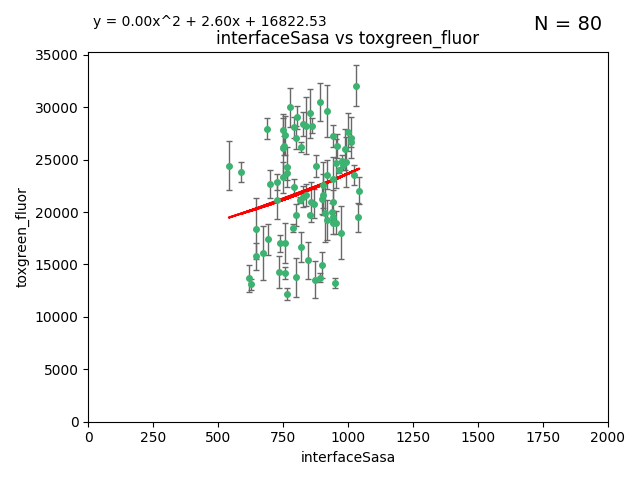 y = 0.00x^2 + 2.60x + 16822.53
N = 80
interfaceSasa vs toxgreen_fluor
35000
30000
25000
20000
15000
10000
5000
0
toxgreen_fluor
0 250 500 750 1000 1250 1500 1750 2000
interfaceSasa